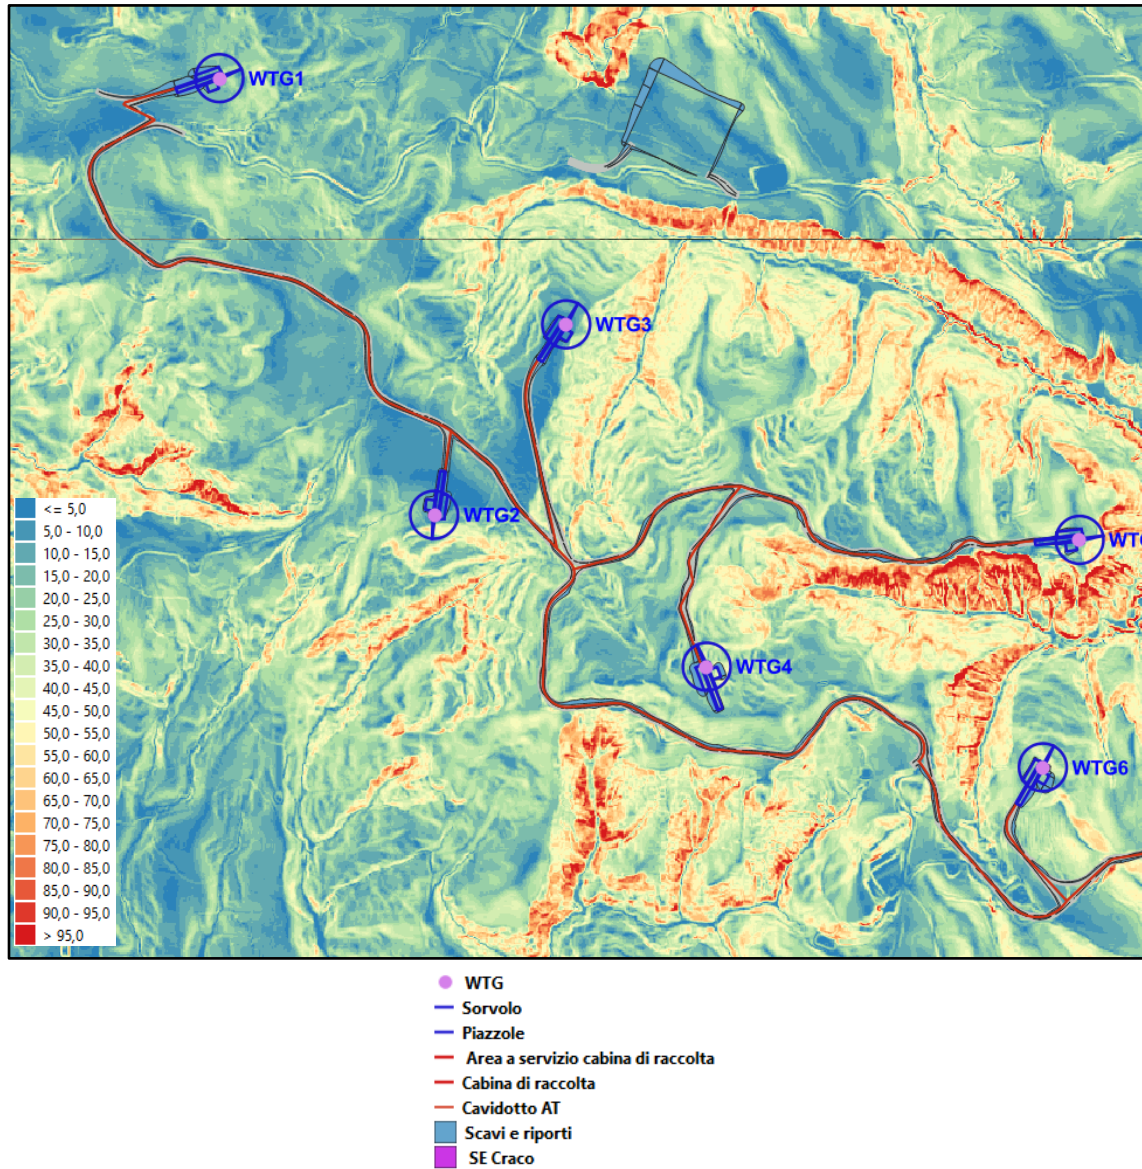 WTG1
WTG3
<= 5,0
5,0 - 10,0
10,0 - 15,0
15,0 - 20,0
20,0 - 25,0
25,0 - 30,0
30,0 - 35,0
35,0 - 40,0
40,0 - 45,0
45,0 - 50,0
50,0 - 55,0
55,0 - 60,0
60,0 - 65,0
65,0 - 70,0
70,0 - 75,0
75,0 - 80,0
80,0 - 85,0
85,0 - 90,0
90,0 - 95,0
> 95,0
WTG2
WTG4
WTG6
WTG
Sorvolo
Piazzole
Area a servizio cabina di raccolta
Cabina di raccolta
Cavidotto AT
Scavi e riporti
SE Craco